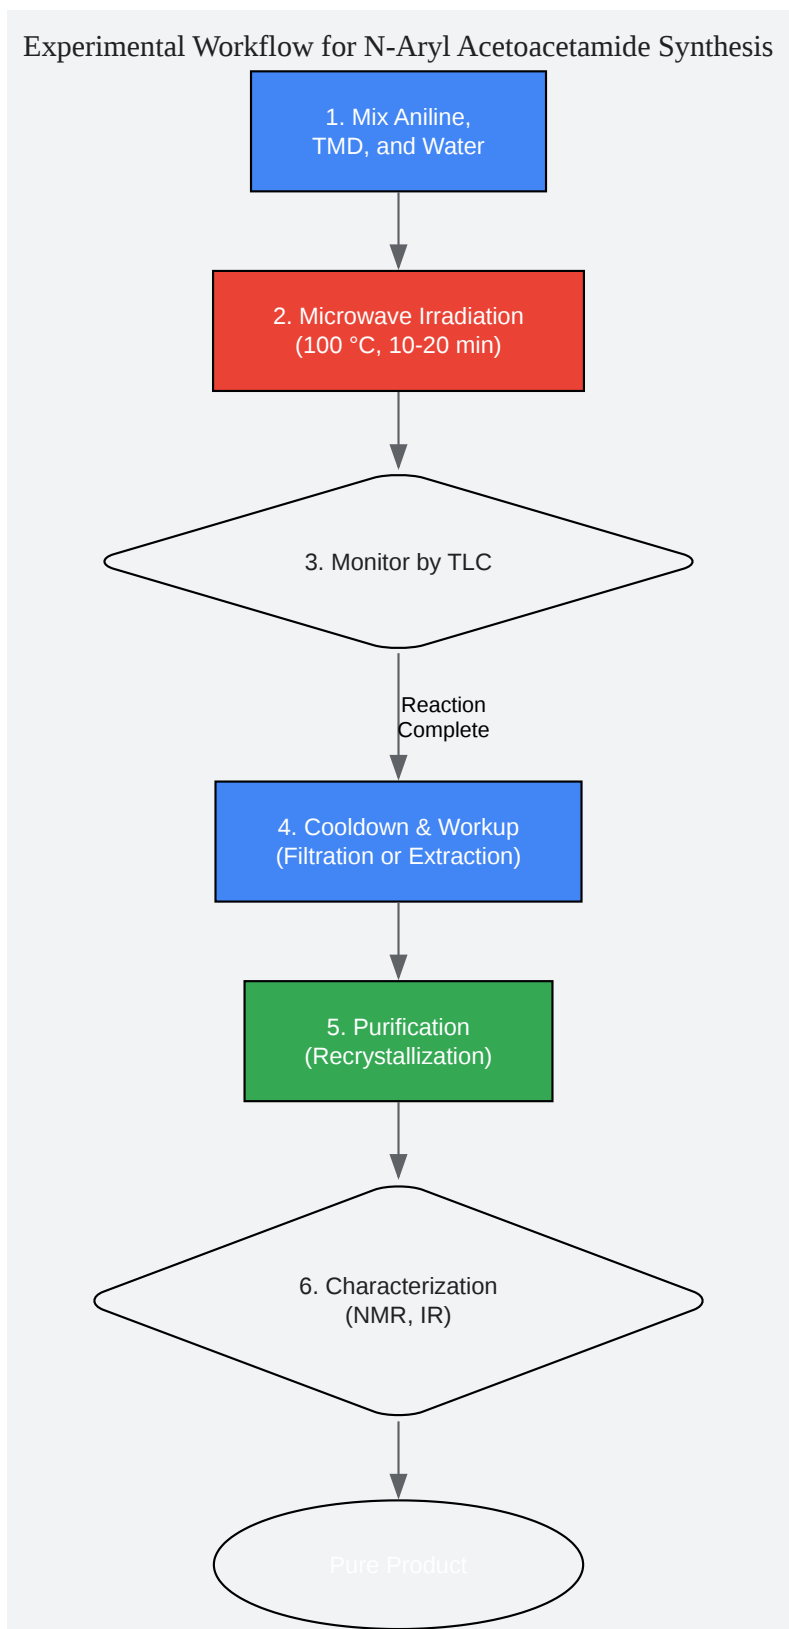 Experimental Workflow for N-Aryl Acetoacetamide Synthesis
1. Mix Aniline,
TMD, and Water
2. Microwave Irradiation
(100 °C, 10-20 min)
3. Monitor by TLC
Reaction
Complete
4. Cooldown & Workup
(Filtration or Extraction)
5. Purification
(Recrystallization)
6. Characterization
(NMR, IR)
Pure Product